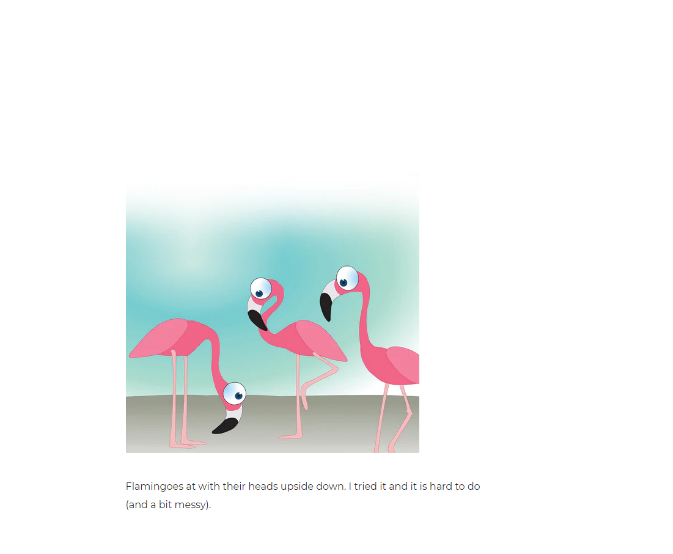 Flamingoes at with their heads upside down. I tried it and it is hard to do
(and a bit messy).